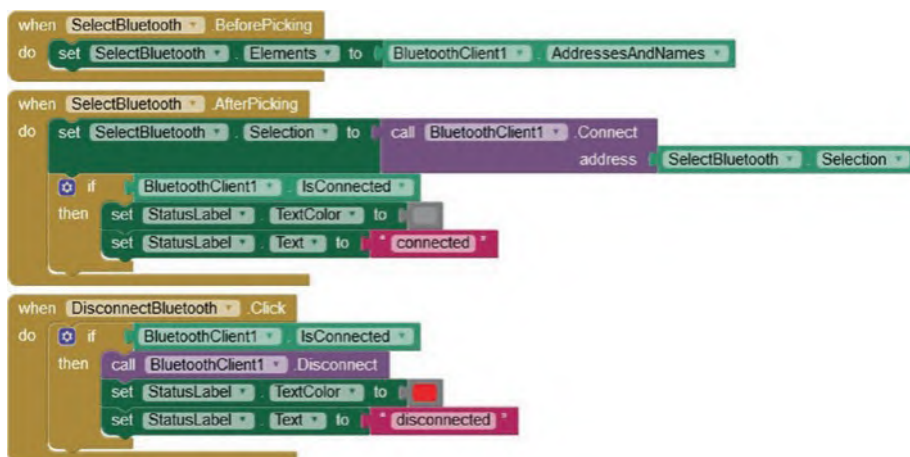 when SelectBluetooth .BeforePicking
do set SelectBluetooth . Elements to BluetoothClient1 . AddressesAndNames
when SelectBluetooth .AfterPicking
do set SelectBluetooth . Selection to call BluetoothClient1 .Connect
address SelectBluetooth . Selection
if BluetoothClient1 . IsConnected
then set StatusLabel . TextColor to
set StatusLabel . Text to " connected "
when DisconnectBluetooth .Click
do if BluetoothClient1 . IsConnected
then call BluetoothClient1 .Disconnect
set StatusLabel . TextColor to
set StatusLabel . Text to " disconnected "